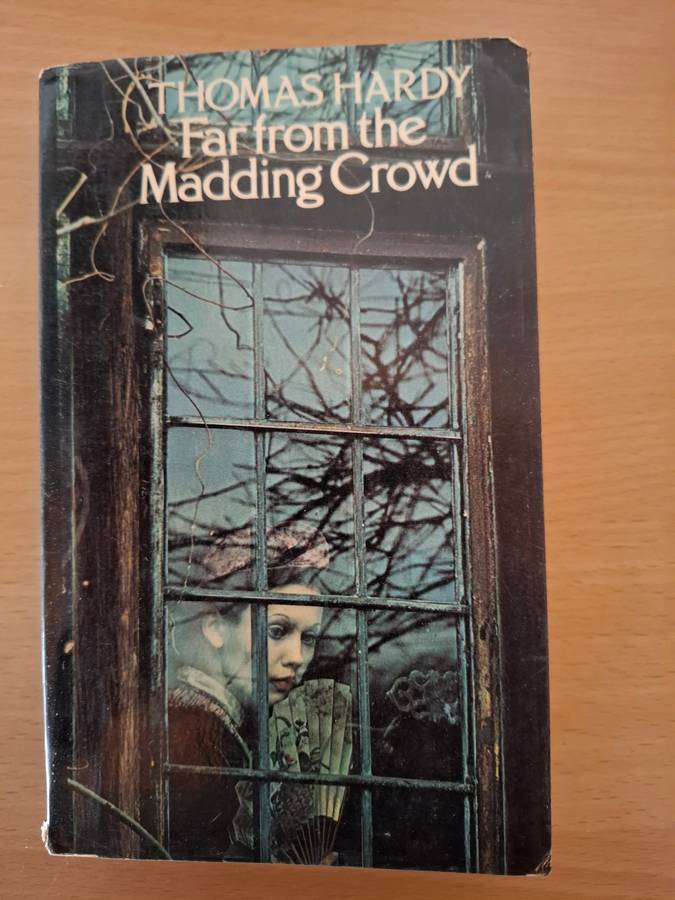 THOMAS HARDY
Far from the
Madding Crowd